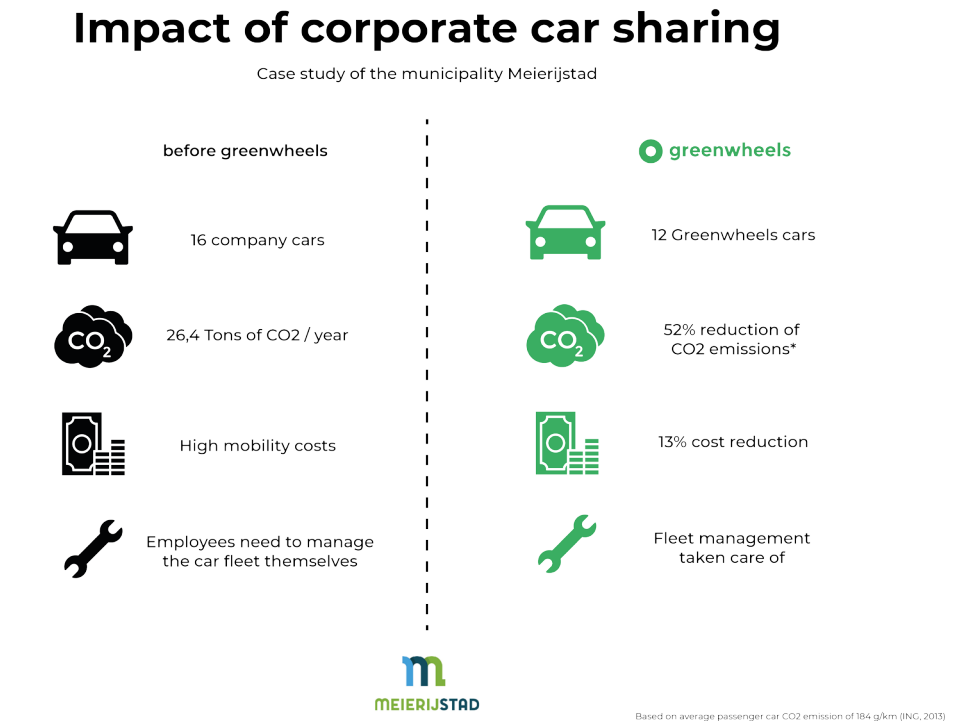 Impact of corporate car sharing
Case study of the municipality Meierijstad
before greenwheels
16 company cars
CO2
26,4 Tons of CO2 / year
High mobility costs
Employees need to manage
the car fleet themselves
greenwheels
12 Greenwheels cars
CO2
52% reduction of
CO2 emissions*
13% cost reduction
Fleet management
taken care of
m
MEIERIJSTAD
Based on average passenger car CO2 emission of 184 g/km (ING, 2013)